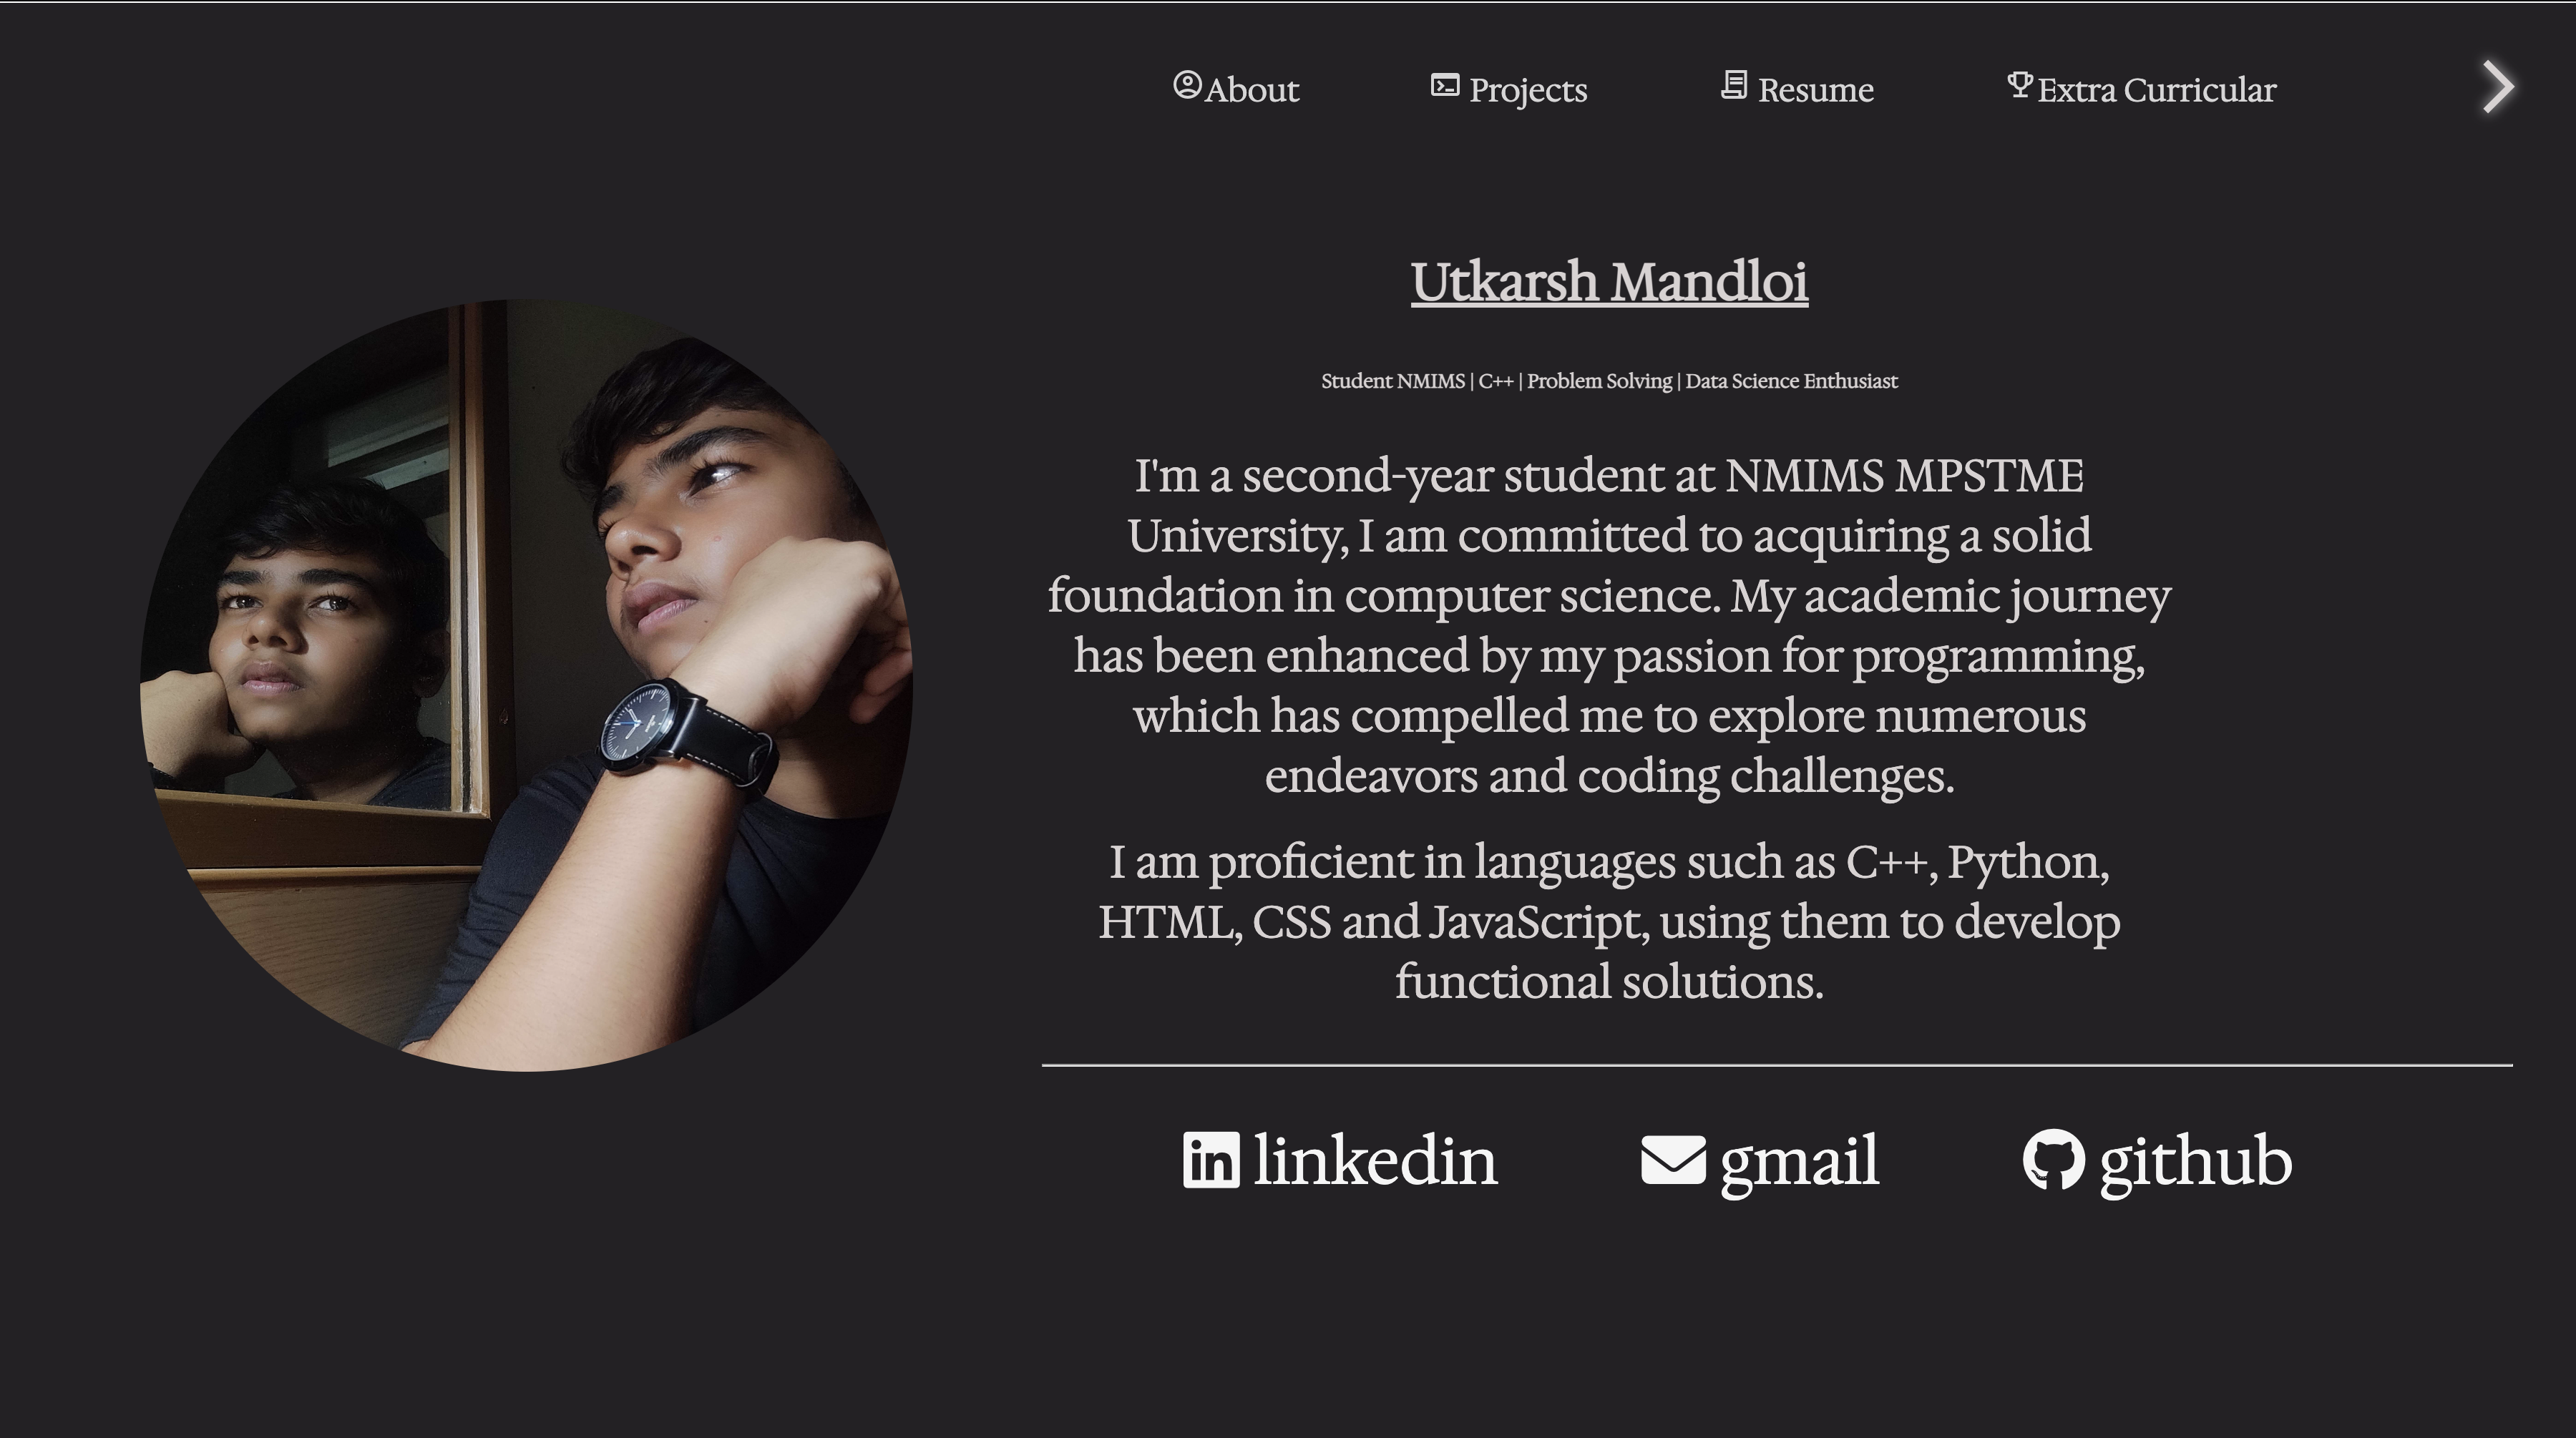 About Projects Resume Extra Curricular
Utkarsh Mandloi
Student NMIMS | C++ | Problem Solving | Data Science Enthusiast
I'm a second-year student at NMIMS MPSTME
University, I am committed to acquiring a solid
foundation in computer science. My academic journey
has been enhanced by my passion for programming,
which has compelled me to explore numerous
endeavors and coding challenges.
I am proficient in languages such as C++, Python,
HTML, CSS and JavaScript, using them to develop
functional solutions.
in linkedin gmail github